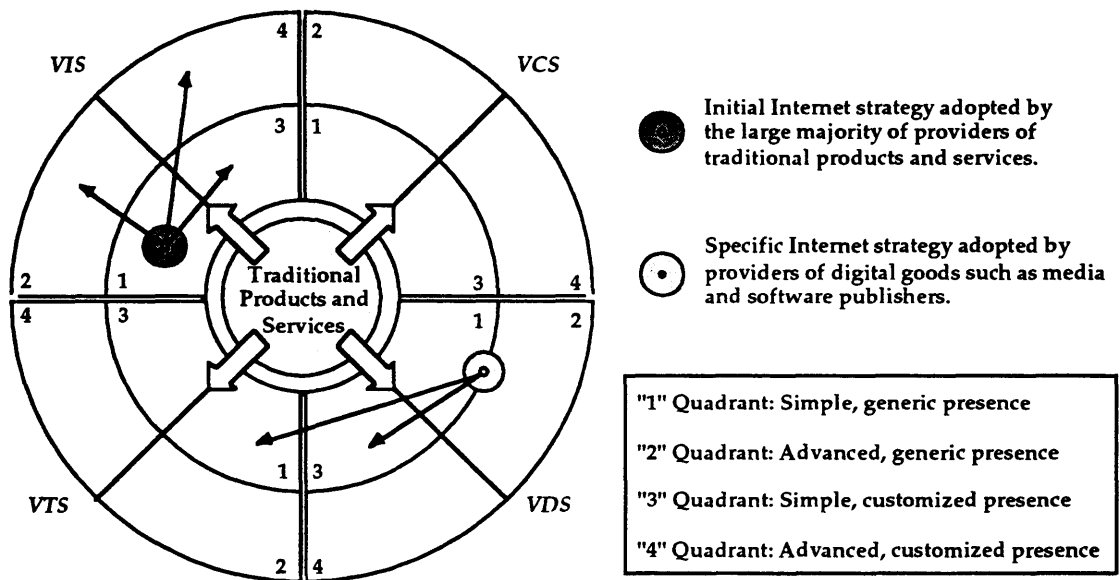 4 2
VIS
VCS
3 1
Initial Internet strategy adopted by
the large majority of providers of
traditional products and services.
Traditional
Products and
Services
2 1 3 4
4 3 1 2
Specific Internet strategy adopted by
providers of digital goods such as media
and software publishers.
1 3
VTS
VDS
2 4
"1" Quadrant: Simple, generic presence
"2" Quadrant: Advanced, generic presence
"3" Quadrant: Simple, customized presence
"4" Quadrant: Advanced, customized presence